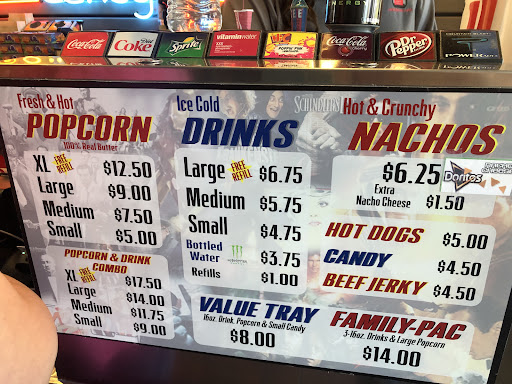 Coca-Cola
Diet
Coke
Sprite
vitaminwater
Coca-Cola
Dr Pepper
POWERADE
ENERGY
Fresh & Hot
POPCORN
100% Real Butter
XL FREE REFILL $12.50
Large $9.00
Medium $7.50
Small $5.00
POPCORN & DRINK
COMBO
XL FREE REFILL $17.50
Large $14.00
Medium $11.75
Small $9.00
Ice Cold
DRINKS
Large FREE REFILL $6.75
Medium $5.75
Small $4.75
Bottled
Water $3.75
Refills $1.00
Hot & Crunchy
NACHOS
$6.25
Doritos
Extra
Nacho Cheese $1.50
HOT DOGS $5.00
CANDY $4.50
BEEF JERKY $4.50
VALUE TRAY
16oz. Drink, Popcorn & Small Candy
$8.00
FAMILY-PAC
3-16oz. Drinks & Large Popcorn
$14.00